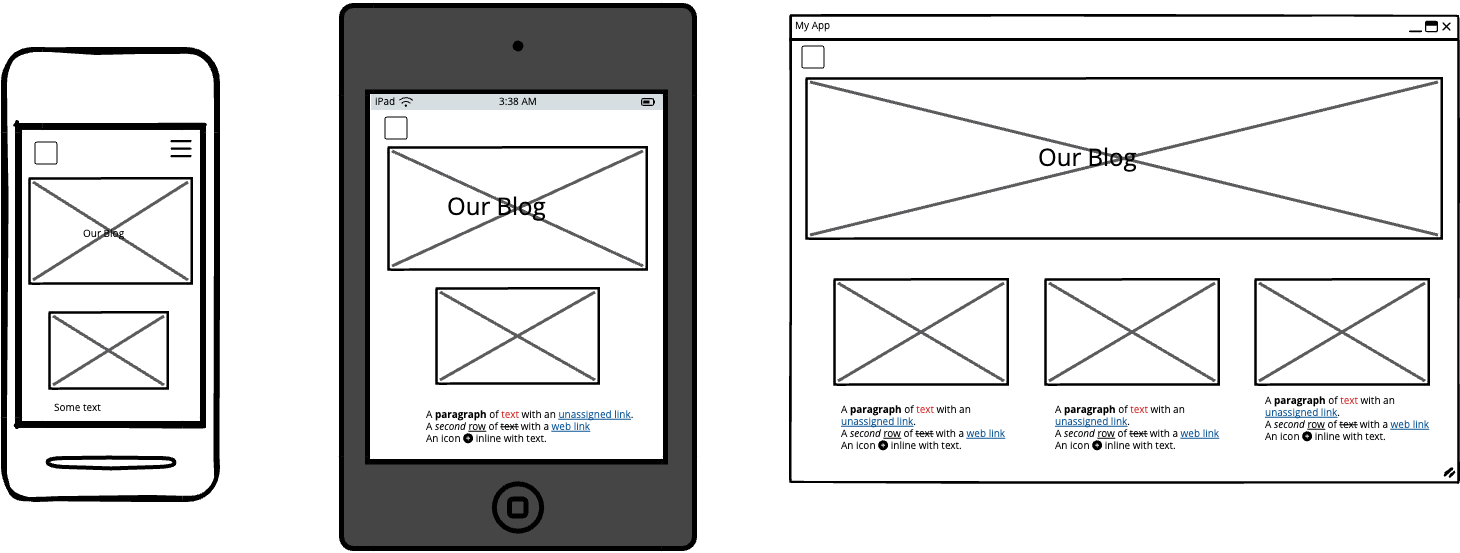 Our Blog
Some text
iPad
3:38 AM
Our Blog
A paragraph of text with an unassigned link.
A second row of text with a web link
An icon inline with text.
My App
Our Blog
A paragraph of text with an
unassigned link.
A second row of text with a web link
An icon inline with text.
A paragraph of text with an
unassigned link.
A second row of text with a web link
An icon inline with text.
A paragraph of text with an
unassigned link.
A second row of text with a web link
An icon inline with text.